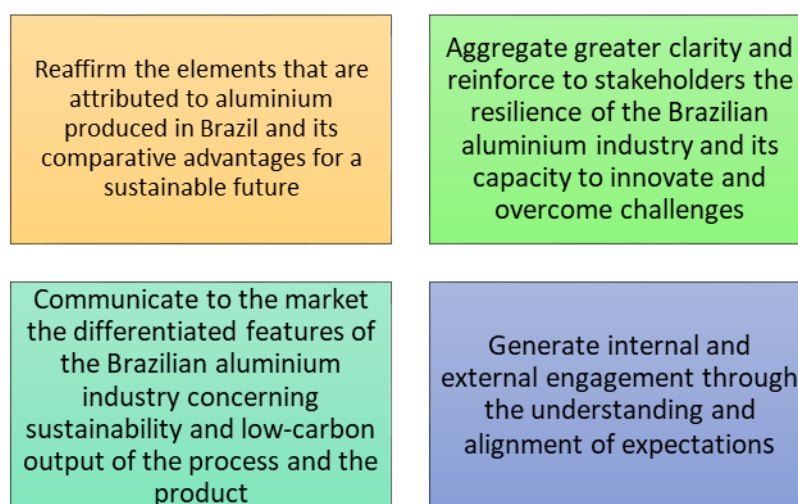 Reaffirm the elements that are
attributed to aluminium
produced in Brazil and its
comparative advantages for a
sustainable future
Aggregate greater clarity and
reinforce to stakeholders the
resilience of the Brazilian
aluminium industry and its
capacity to innovate and
overcome challenges
Communicate to the market
the differentiated features of
the Brazilian aluminium
industry concerning
sustainability and low-carbon
output of the process and the
product
Generate internal and
external engagement through
the understanding and
alignment of expectations